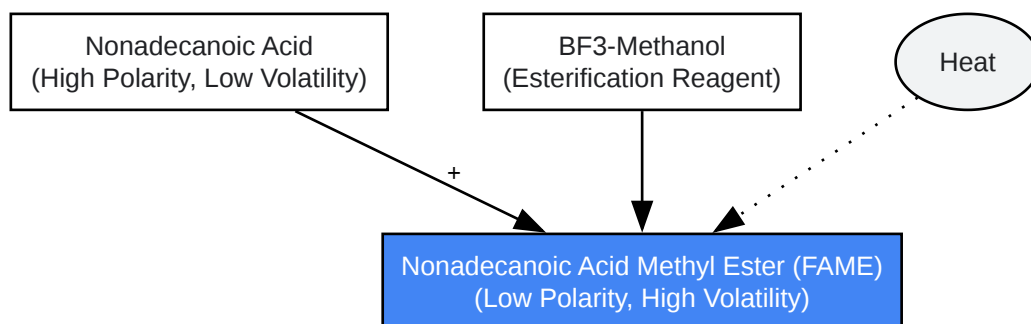 Nonadecanoic Acid
(High Polarity, Low Volatility)
BF3-Methanol
(Esterification Reagent)
Heat
+
Nonadecanoic Acid Methyl Ester (FAME)
(Low Polarity, High Volatility)